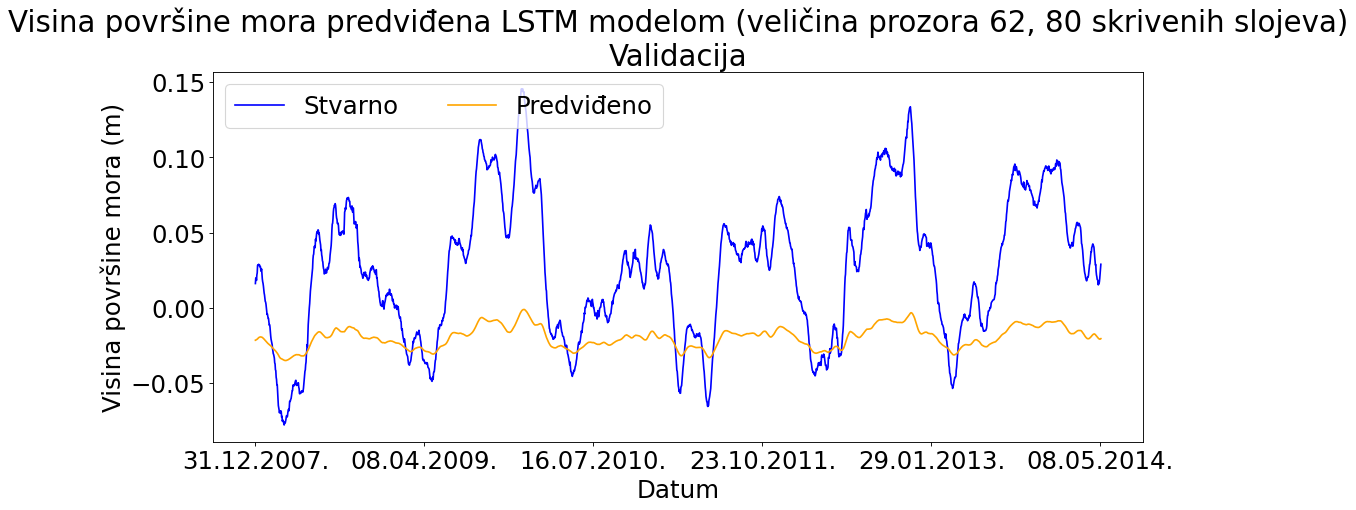 Visina površine mora predviđena LSTM modelom (veličina prozora 62, 80 skrivenih slojeva)
Validacija
Stvarno Predviđeno
Visina površine mora (m)
0.15
0.10
0.05
0.00
−0.05
31.12.2007. 08.04.2009. 16.07.2010. 23.10.2011. 29.01.2013. 08.05.2014.
Datum